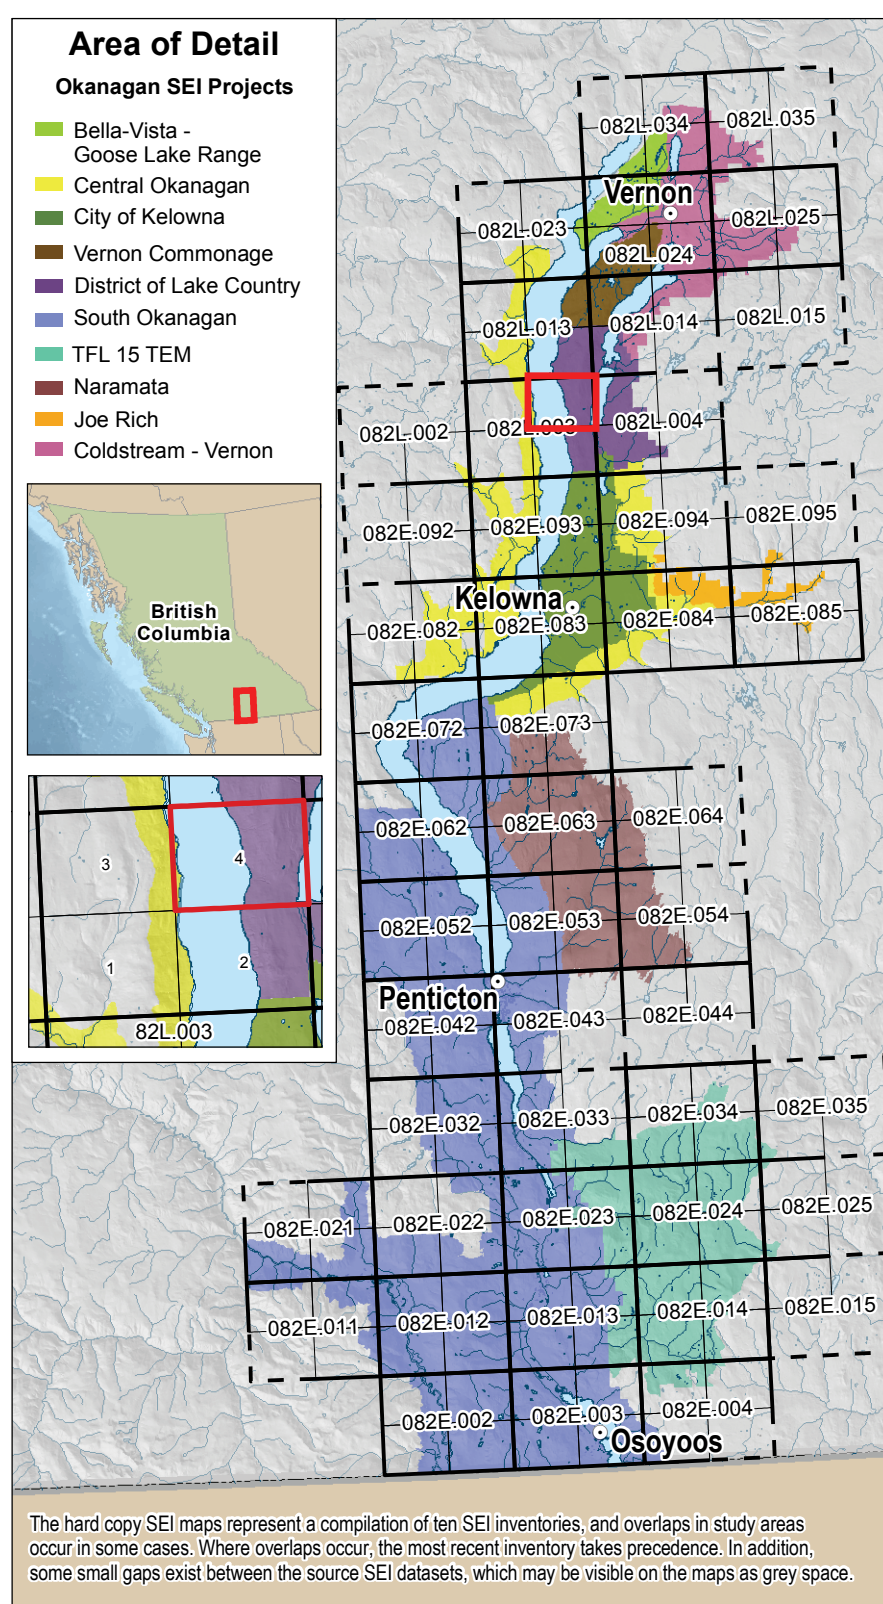 Area of Detail
Okanagan SEI Projects
Bella-Vista -
Goose Lake Range
Central Okanagan
City of Kelowna
Vernon Commonage
District of Lake Country
South Okanagan
TFL 15 TEM
Naramata
Joe Rich
Coldstream - Vernon
British
Columbia
3
4
1
2
82L.003
082L.034
082L.035
Vernon
082L.023
082L.025
082L.024
082L.013
082L.014
082L.015
082L.002
082L.003
082L.004
082E.092
082E.093
082E.094
082E.095
Kelowna
082E.082
082E.083
082E.084
082E.085
082E.072
082E.073
082E.062
082E.063
082E.064
082E.052
082E.053
082E.054
Penticton
082E.042
082E.043
082E.044
082E.032
082E.033
082E.034
082E.035
082E.021
082E.022
082E.023
082E.024
082E.025
082E.011
082E.012
082E.013
082E.014
082E.015
082E.002
082E.003
082E.004
Osoyoos
The hard copy SEI maps represent a compilation of ten SEI inventories, and overlaps in study areas
occur in some cases. Where overlaps occur, the most recent inventory takes precedence. In addition,
some small gaps exist between the source SEI datasets, which may be visible on the maps as grey space.